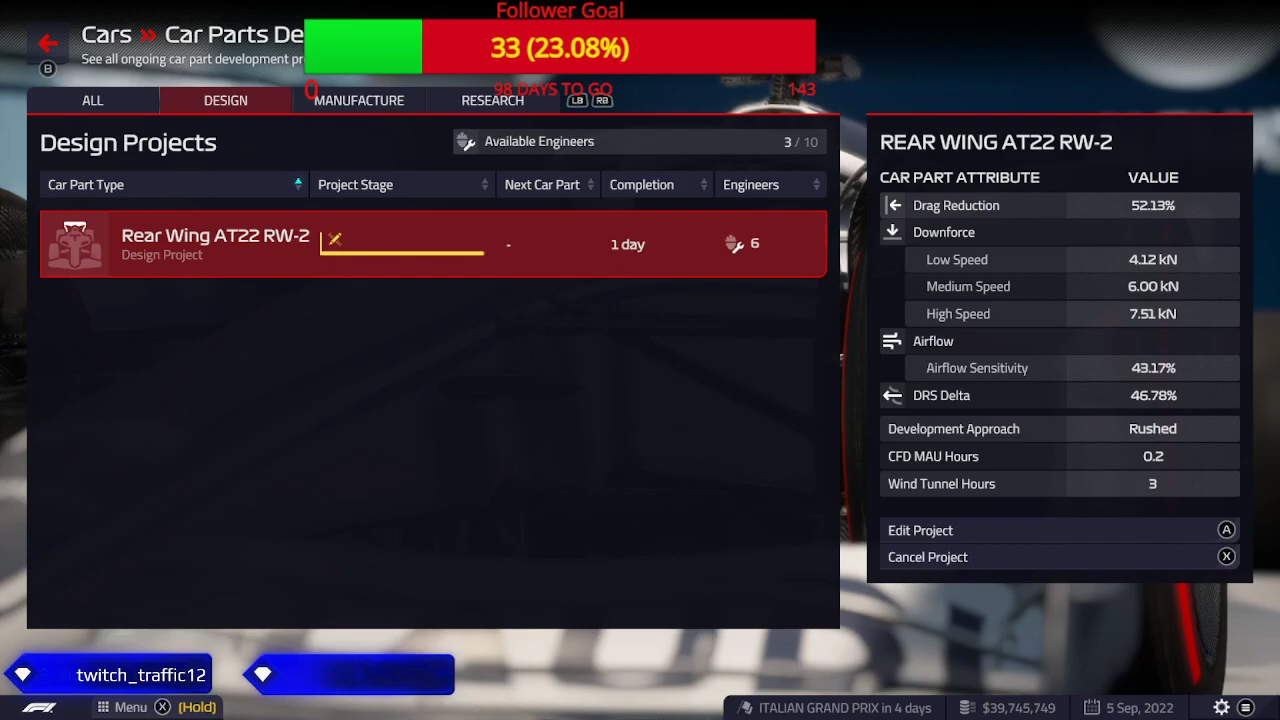 Follower Goal
33 (23.08%)
0
98 DAYS TO GO
143
Cars » Car Parts De
See all ongoing car part development pr
B
ALL
DESIGN
MANUFACTURE
RESEARCH
LB RB
Design Projects
Available Engineers
3 / 10
Car Part Type
Project Stage
Next Car Part
Completion
Engineers
Rear Wing AT22 RW-2
Design Project
-
1 day
6
REAR WING AT22 RW-2
CAR PART ATTRIBUTE VALUE
Drag Reduction 52.13%
Downforce
Low Speed 4.12 kN
Medium Speed 6.00 kN
High Speed 7.51 kN
Airflow
Airflow Sensitivity 43.17%
DRS Delta 46.78%
Development Approach Rushed
CFD MAU Hours 0.2
Wind Tunnel Hours 3
Edit Project A
Cancel Project X
twitch_traffic12
F1
Menu X (Hold)
ITALIAN GRAND PRIX in 4 days
$39,745,749
5 Sep, 2022